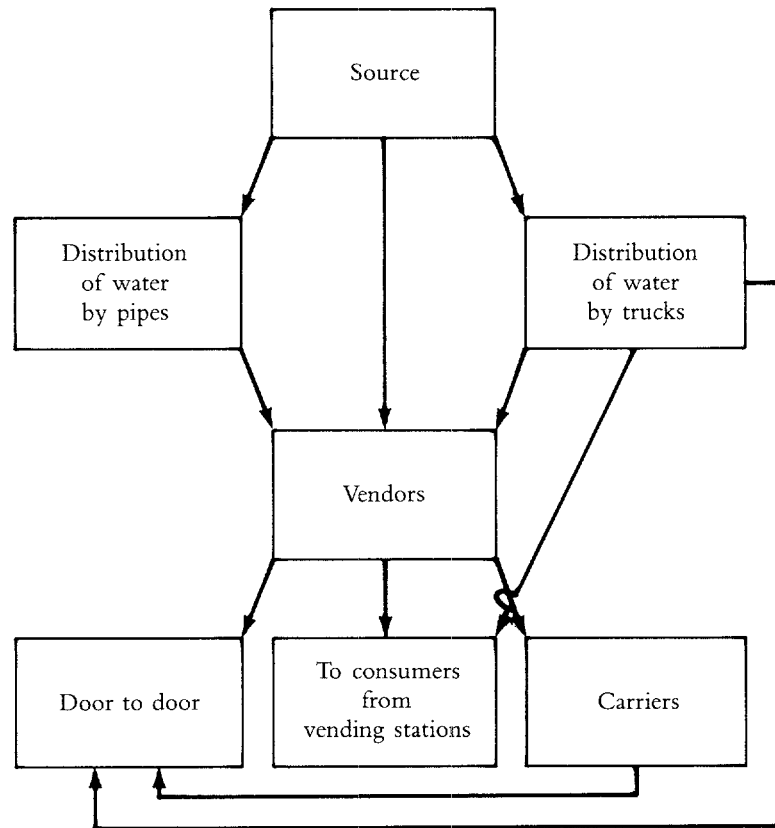 Source
Distribution
of water
by pipes
Distribution
of water
by trucks
Vendors
Door to door
To consumers
from
vending stations
Carriers